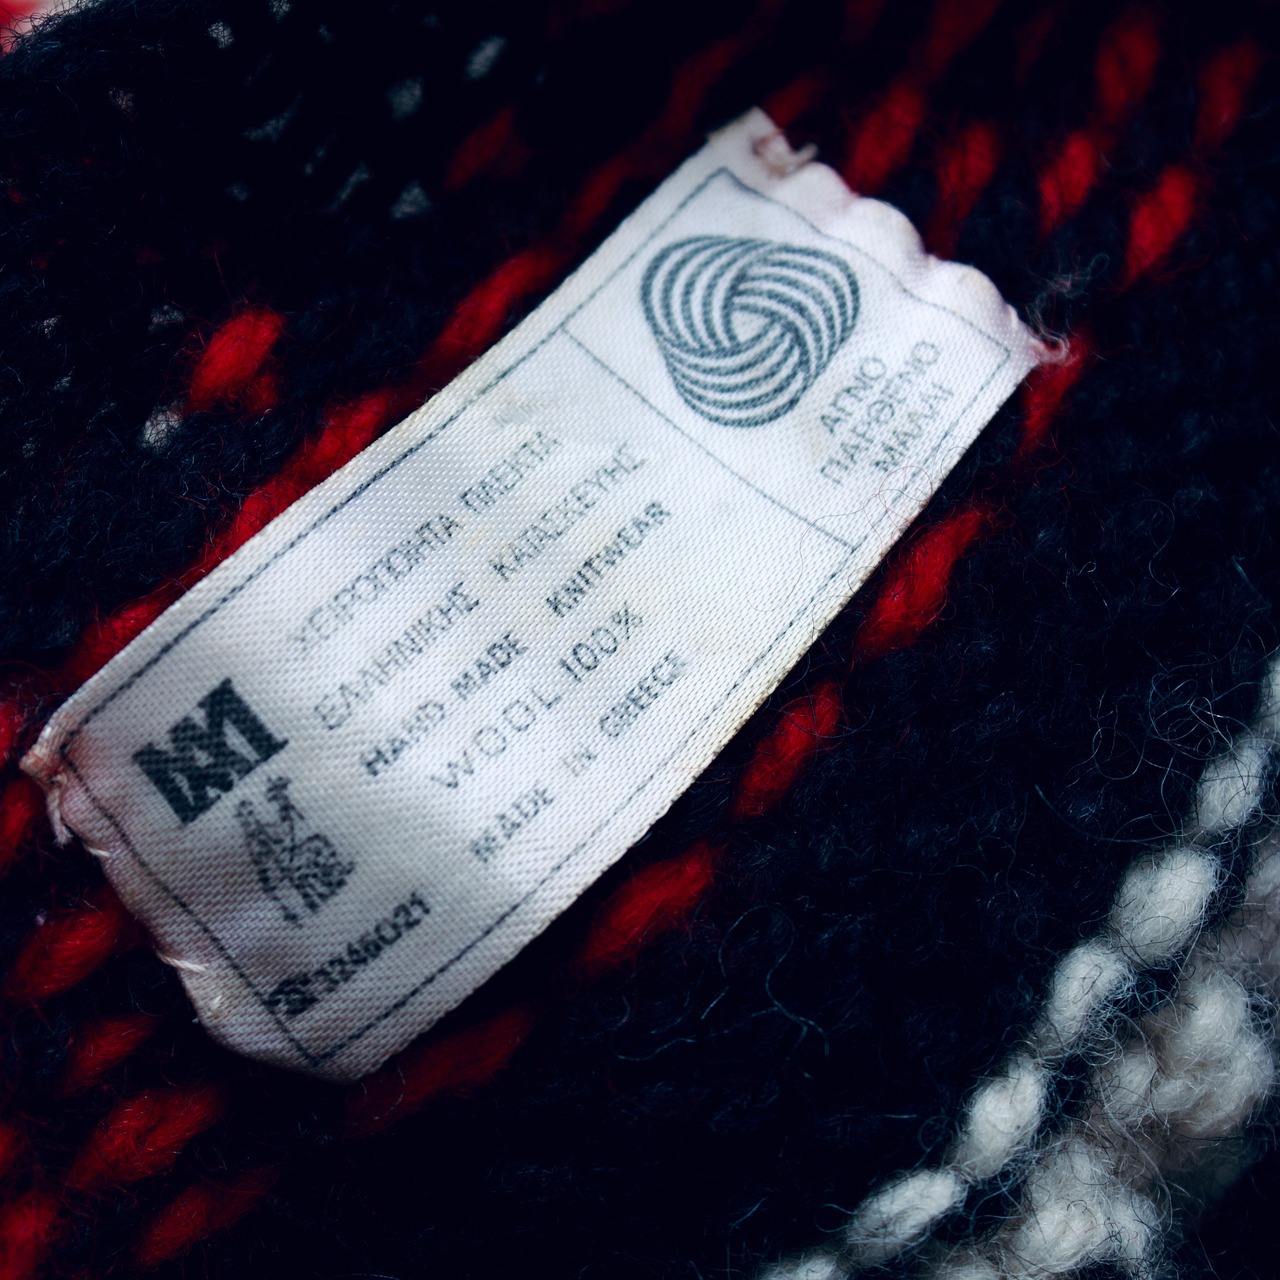 ΑΓΝΟ
ΠΑΡΘΕΝΟ
ΜΑΛΛΙ
ΧΕΙΡΟΠΟΙΗΤΑ ΠΛΕΚΤΑ
ΕΛΛΗΝΙΚΗΣ ΚΑΤΑΣΚΕΥΗΣ
HAND MADE KNITWEAR
WOOL 100%
MADE IN GREECE